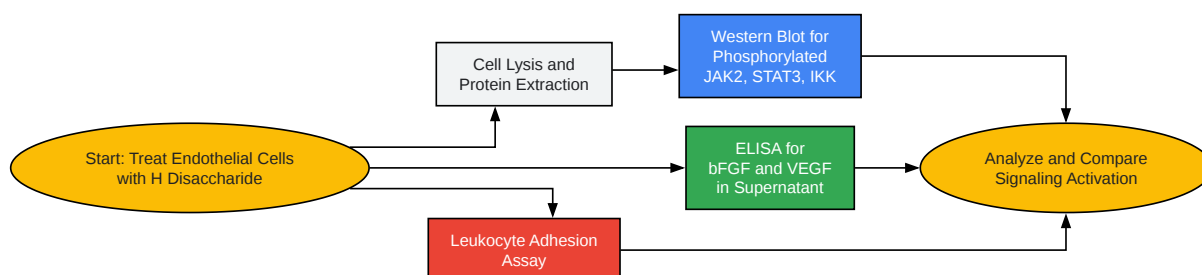 Start: Treat Endothelial Cells
with H Disaccharide
Cell Lysis and
Protein Extraction
Western Blot for
Phosphorylated
JAK2, STAT3, IKK
ELISA for
bFGF and VEGF
in Supernatant
Leukocyte Adhesion
Assay
Analyze and Compare
Signaling Activation